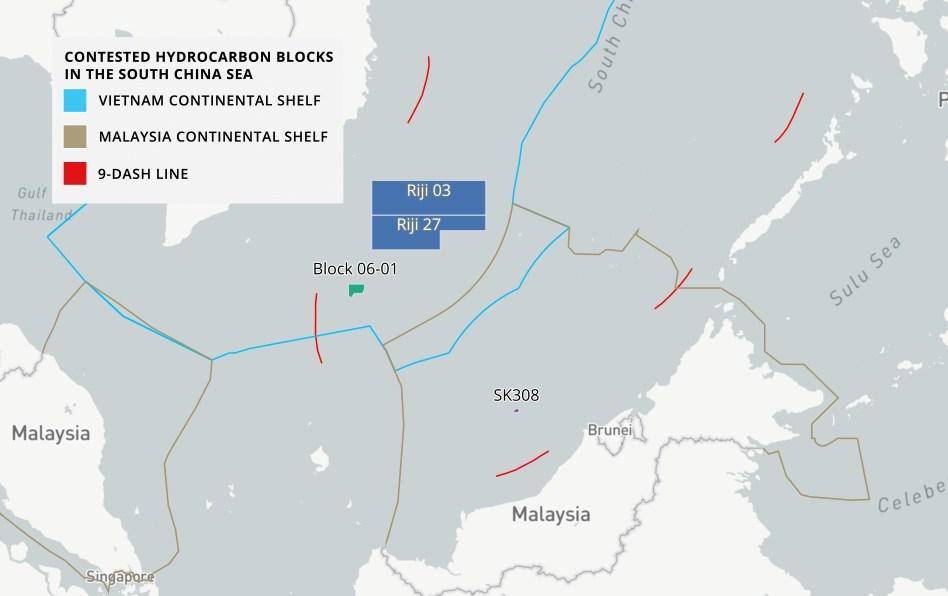 CONTESTED HYDROCARBON BLOCKS
IN THE SOUTH CHINA SEA
VIETNAM CONTINENTAL SHELF
MALAYSIA CONTINENTAL SHELF
9-DASH LINE
South Chi
P
Gulf
Thailand
Riji 03
Riji 27
Block 06-01
Sulu Sea
SK308
Brunei
Malaysia
Malaysia
Celebe
Singapore